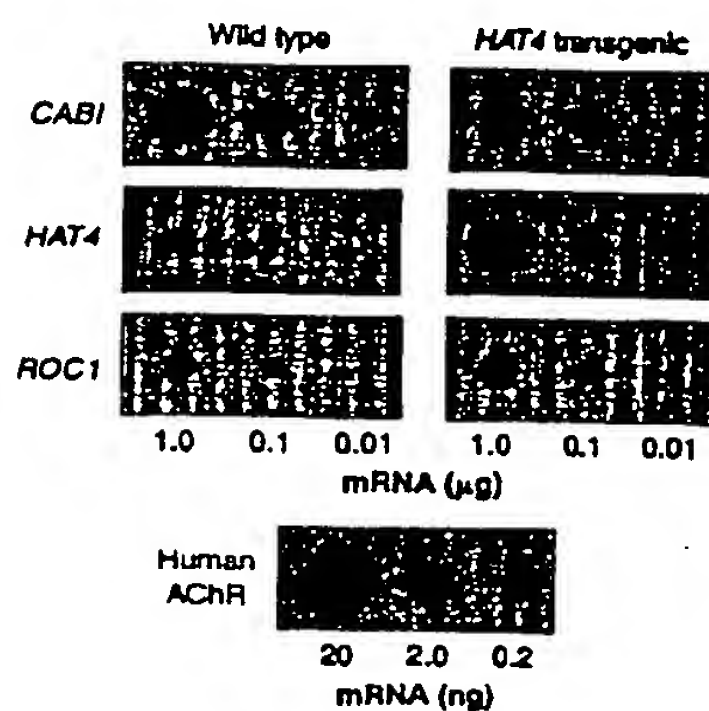 Wild type
HAT4 transgenic
CABI
HAT4
ROC1
1.0 0.1 0.01
1.0 0.1 0.01
mRNA (μg)
Human
AChR
20 2.0 0.2
mRNA (ng)